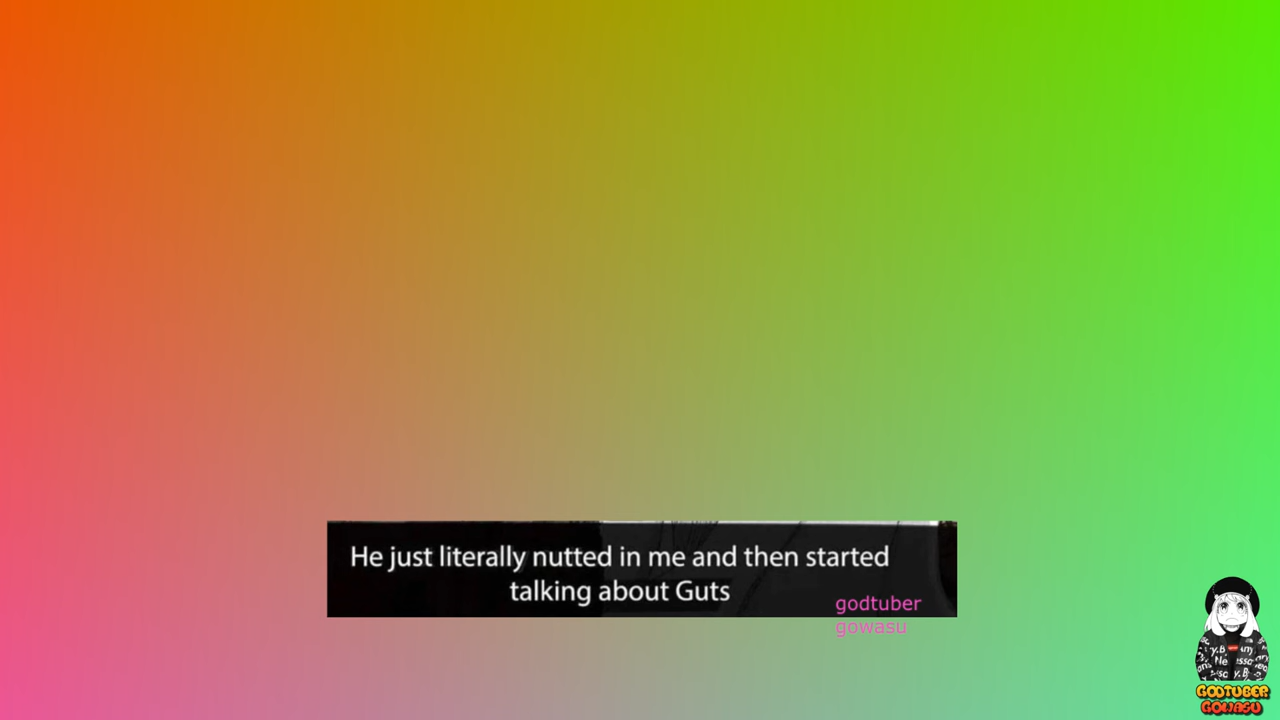 He just literally nutted in me and then started
talking about Guts
godtuber
gowasu
GODTUBER
GOWASU